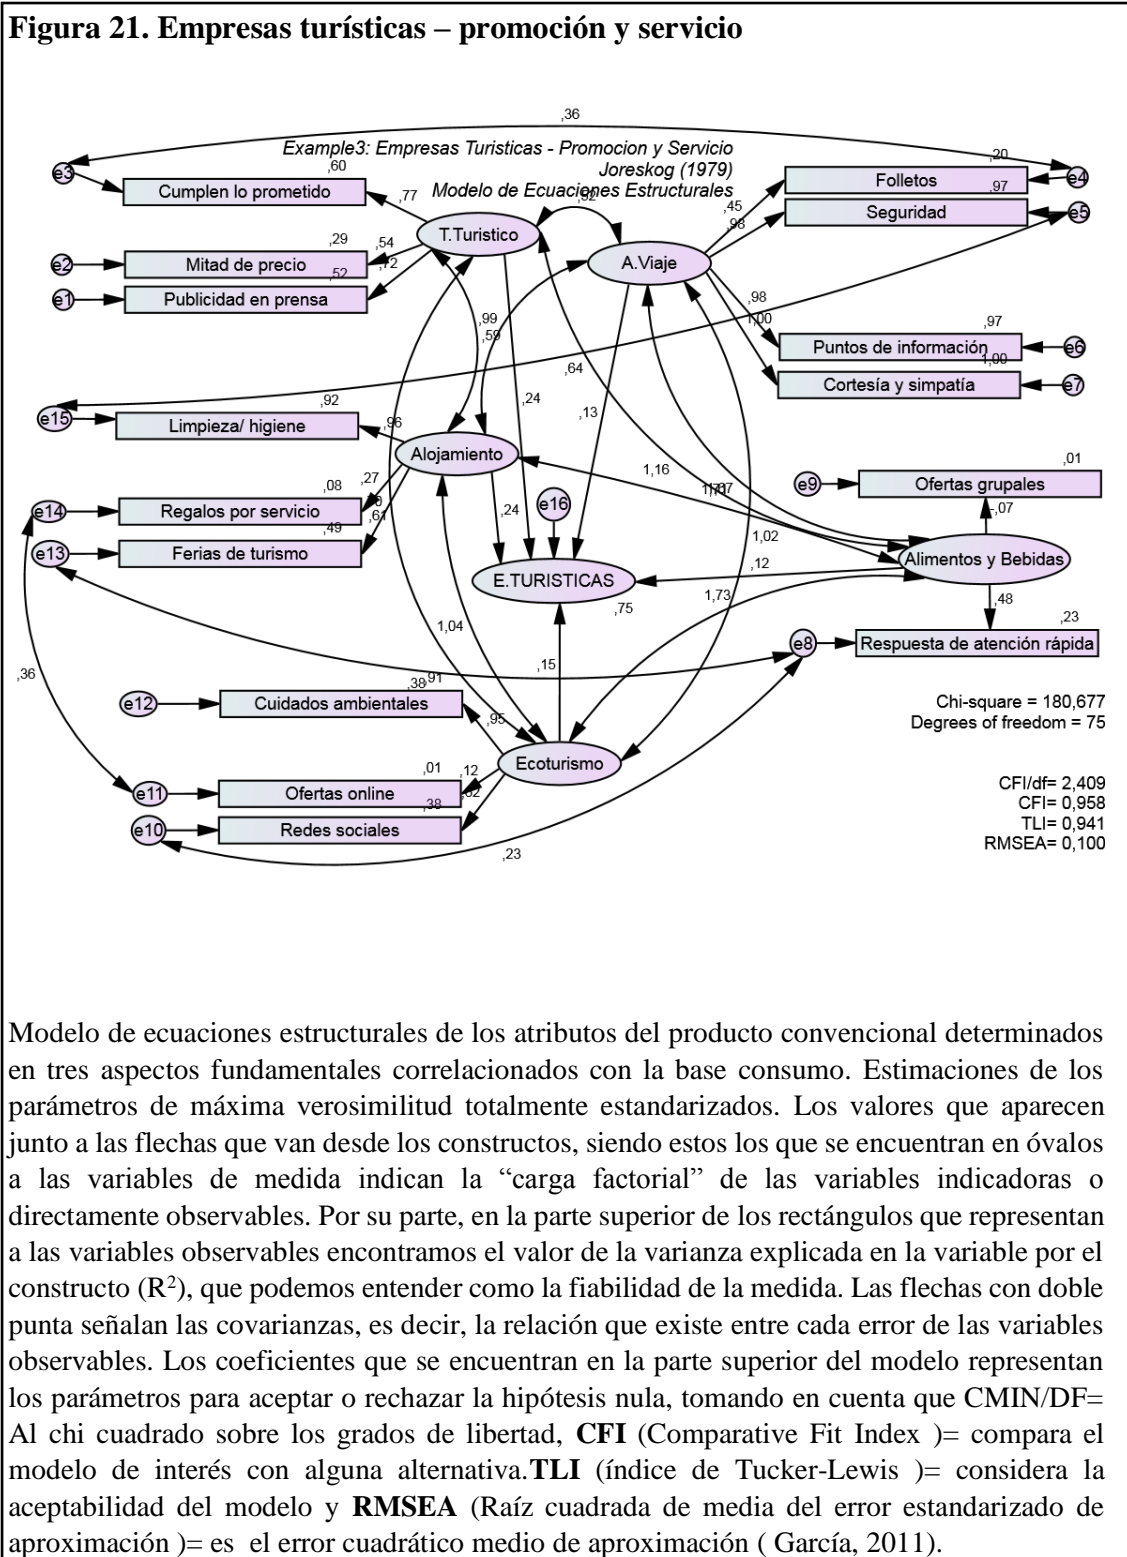 Figura 21. Empresas turísticas – promoción y servicio
,36
Example3: Empresas Turisticas - Promocion y Servicio
Joreskog (1979)
Modelo de Ecuaciones Estructurales
e3
,60
Cumplen lo prometido
,77
,20
Folletos
e4
,97
Seguridad
e5
,45
,98
T.Turistico
A.Viaje
,29
e2
Mitad de precio
,54
,52
e1
Publicidad en prensa
,98
1,00
,99
,59
,97
Puntos de información
e6
1,00
Cortesía y simpatía
e7
,64
e15
,92
Limpieza/ higiene
,96
,24
,13
Alojamiento
1,16
e9
,01
Ofertas grupales
-,07
e14
,08
Regalos por servicio
,27
,61
e13
,49
Ferias de turismo
,24
e16
1,02
Alimentos y Bebidas
,12
E.TURISTICAS
,75
1,73
,48
,23
e8
Respuesta de atención rápida
1,04
,15
,36
e12
,38
,91
Cuidados ambientales
,95
Chi-square = 180,677
Degrees of freedom = 75
Ecoturismo
e11
,01
Ofertas online
,12
,62
e10
,38
Redes sociales
,23
CFI/df= 2,409
CFI= 0,958
TLI= 0,941
RMSEA= 0,100
Modelo de ecuaciones estructurales de los atributos del producto convencional determinados
en tres aspectos fundamentales correlacionados con la base consumo. Estimaciones de los
parámetros de máxima verosimilitud totalmente estandarizados. Los valores que aparecen
junto a las flechas que van desde los constructos, siendo estos los que se encuentran en óvalos
a las variables de medida indican la “carga factorial” de las variables indicadoras o
directamente observables. Por su parte, en la parte superior de los rectángulos que representan
a las variables observables encontramos el valor de la varianza explicada en la variable por el
constructo (R²), que podemos entender como la fiabilidad de la medida. Las flechas con doble
punta señalan las covarianzas, es decir, la relación que existe entre cada error de las variables
observables. Los coeficientes que se encuentran en la parte superior del modelo representan
los parámetros para aceptar o rechazar la hipótesis nula, tomando en cuenta que CMIN/DF=
Al chi cuadrado sobre los grados de libertad, CFI (Comparative Fit Index )= compara el
modelo de interés con alguna alternativa.TLI (índice de Tucker-Lewis )= considera la
aceptabilidad del modelo y RMSEA (Raíz cuadrada de media del error estandarizado de
aproximación )= es el error cuadrático medio de aproximación ( García, 2011).